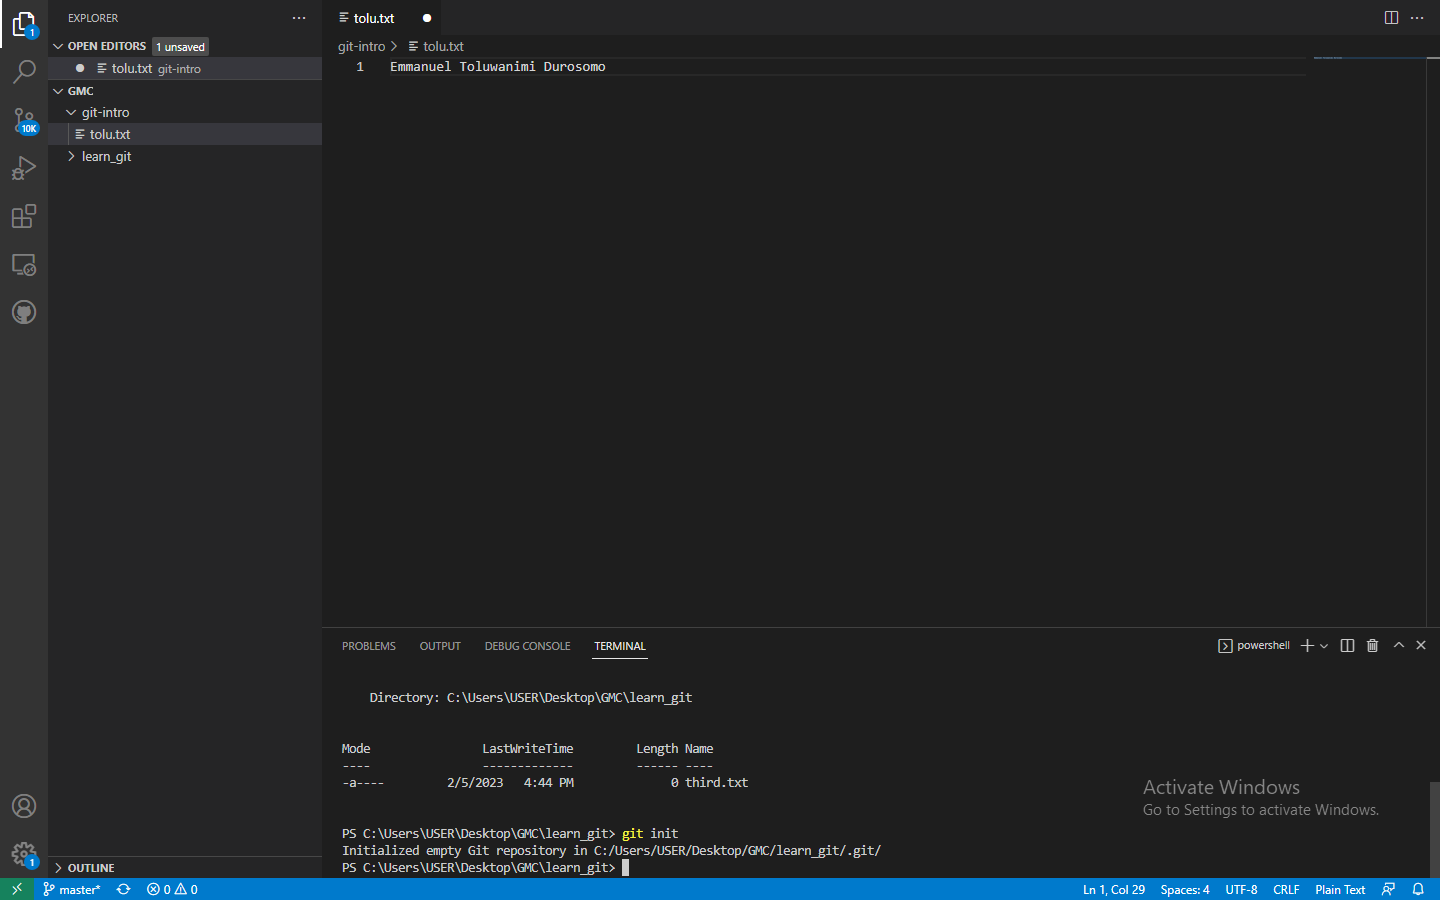 EXPLORER
tolu.txt
1
OPEN EDITORS 1 unsaved
tolu.txt git-intro
GMC
git-intro
tolu.txt
learn_git
10K
git-intro > tolu.txt
1 Emmanuel Toluwanimi Durosomo
PROBLEMS OUTPUT DEBUG CONSOLE TERMINAL
powershell
Directory: C:\Users\USER\Desktop\GMC\learn_git
Mode LastWriteTime Length Name
---- ------------- ------ ----
-a---- 2/5/2023 4:44 PM 0 third.txt
PS C:\Users\USER\Desktop\GMC\learn_git> git init
Initialized empty Git repository in C:/Users/USER/Desktop/GMC/learn_git/.git/
PS C:\Users\USER\Desktop\GMC\learn_git>
Activate Windows
Go to Settings to activate Windows.
1
OUTLINE
master* 0 0 Ln 1, Col 29 Spaces: 4 UTF-8 CRLF Plain Text